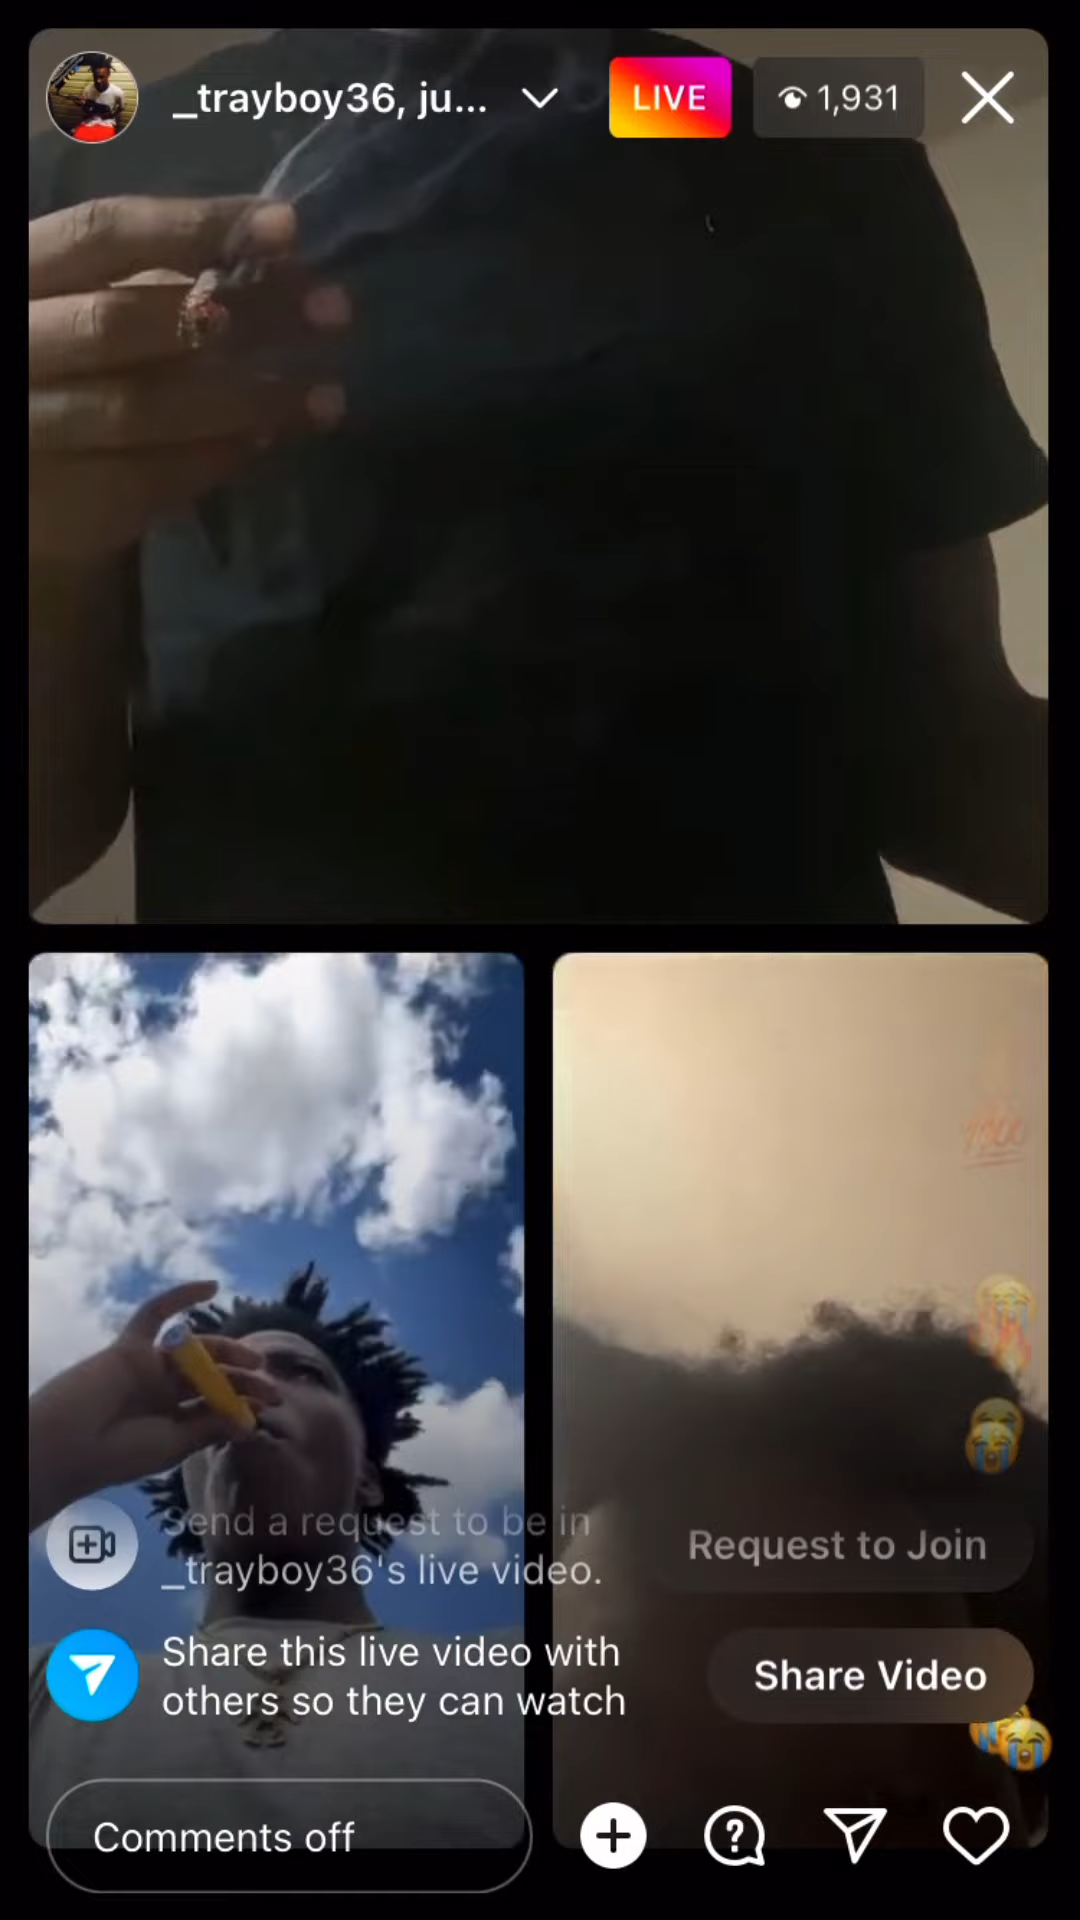 _trayboy36, ju...
LIVE
1,931
Send a request to be in
_trayboy36's live video.
Request to Join
Share this live video with
others so they can watch
Share Video
Comments off